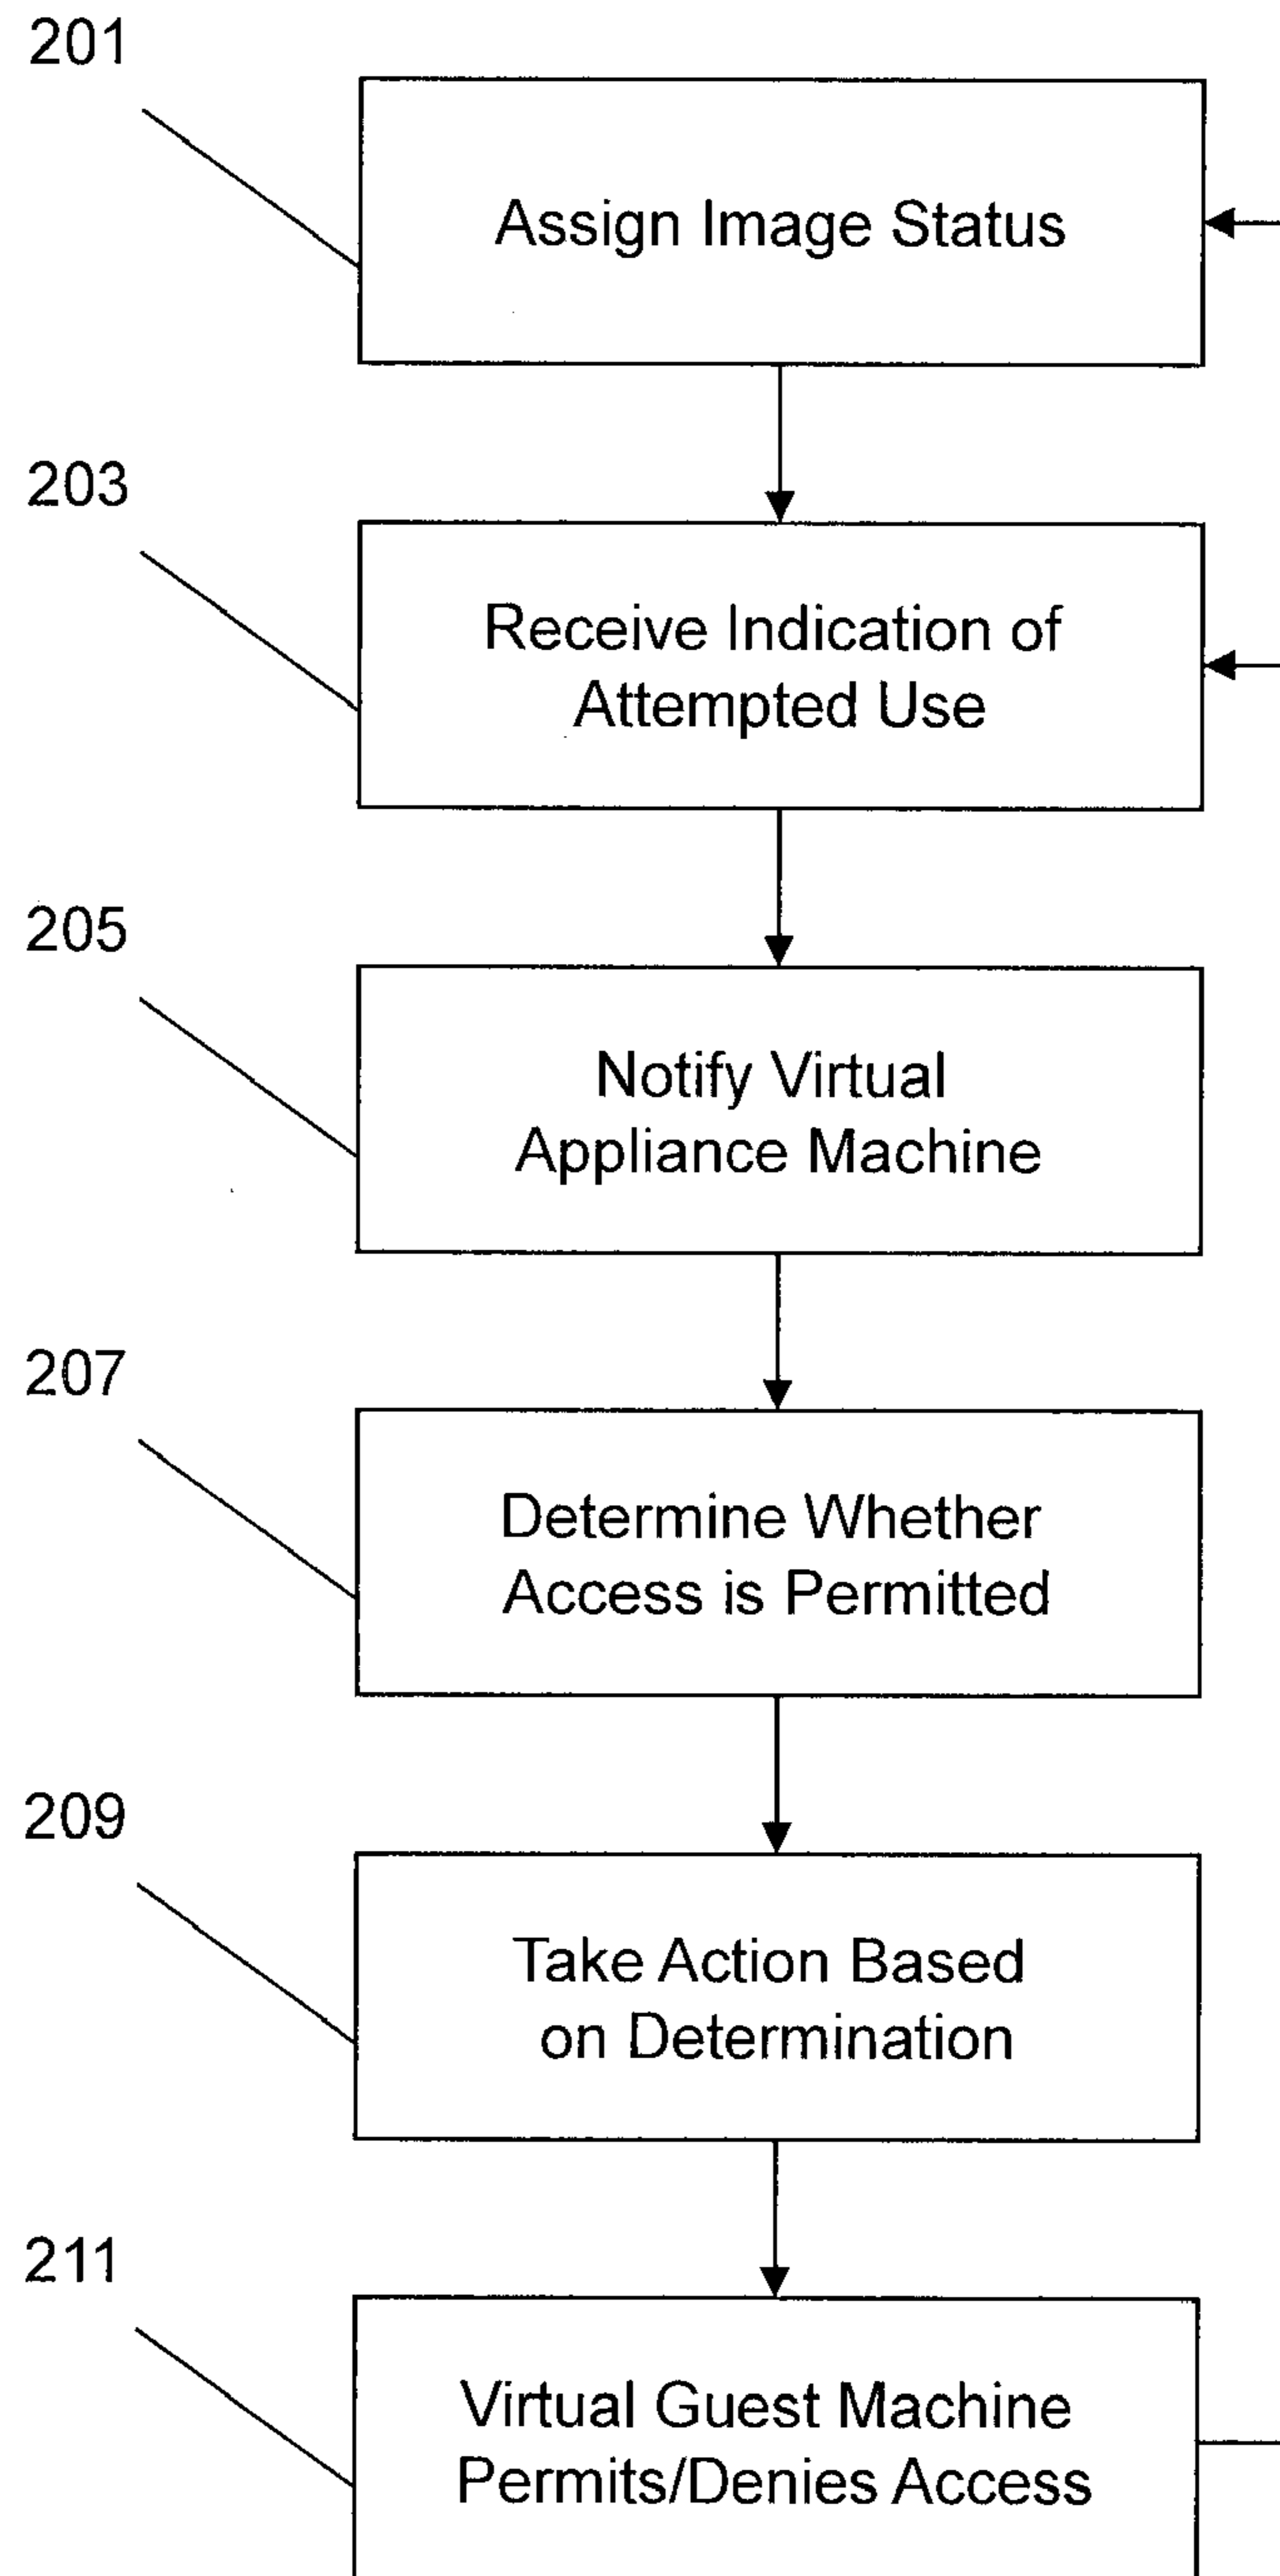 201
Assign Image Status
203
Receive Indication of
Attempted Use
205
Notify Virtual
Appliance Machine
207
Determine Whether
Access is Permitted
209
Take Action Based
on Determination
211
Virtual Guest Machine
Permits/Denies Access